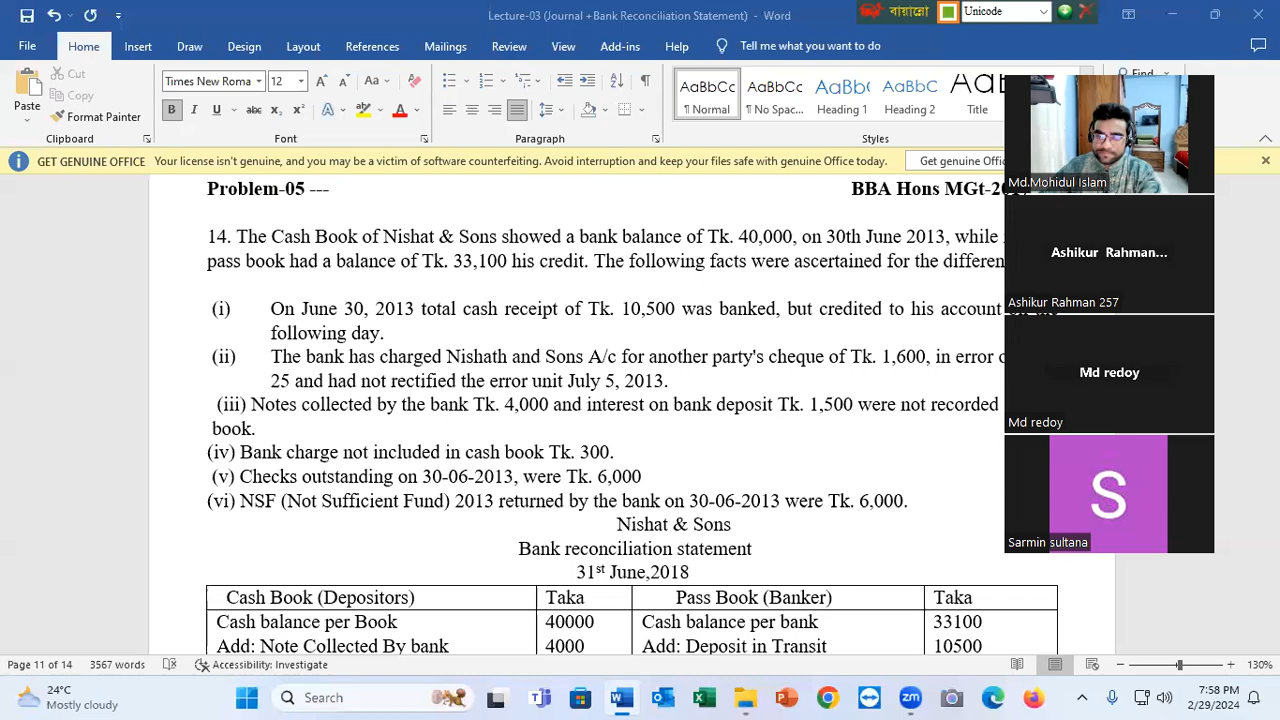 Lecture-03 (Journal +Bank Reconciliation Statement) - Word
বায়ান্নো
Unicode
File Home Insert Draw Design Layout References Mailings Review View Add-ins Help Tell me what you want to do
Paste
Cut
Copy
Format Painter
Times New Roma 12
Aa
B I U abc x₂ x² A A
AaBbCc AaBbCc AaBbCc AaBbCc
¶ Normal ¶ No Spac... Heading 1 Heading 2 Title
Find
Clipboard Font Paragraph Styles
GET GENUINE OFFICE Your license isn't genuine, and you may be a victim of software counterfeiting. Avoid interruption and keep your files safe with genuine Office today. Get genuine Offic
Problem-05 --- BBA Hons MGt-20
14. The Cash Book of Nishat & Sons showed a bank balance of Tk. 40,000, on 30th June 2013, while
pass book had a balance of Tk. 33,100 his credit. The following facts were ascertained for the differen
(i) On June 30, 2013 total cash receipt of Tk. 10,500 was banked, but credited to his account
following day.
(ii) The bank has charged Nishath and Sons A/c for another party's cheque of Tk. 1,600, in error
25 and had not rectified the error unit July 5, 2013.
(iii) Notes collected by the bank Tk. 4,000 and interest on bank deposit Tk. 1,500 were not recorded
book.
(iv) Bank charge not included in cash book Tk. 300.
(v) Checks outstanding on 30-06-2013, were Tk. 6,000
(vi) NSF (Not Sufficient Fund) 2013 returned by the bank on 30-06-2013 were Tk. 6,000.
Nishat & Sons
Bank reconciliation statement
31st June,2018
Cash Book (Depositors) Taka Pass Book (Banker) Taka
Cash balance per Book 40000 Cash balance per bank 33100
Add: Note Collected By bank 4000 Add: Deposit in Transit 10500
Md.Mohidul Islam
Ashikur Rahman...
Ashikur Rahman 257
Md redoy
Md redoy
S
Sarmin sultana
Page 11 of 14 3567 words Accessibility: Investigate 130%
24°C
Mostly cloudy
Search
7:58 PM
2/29/2024